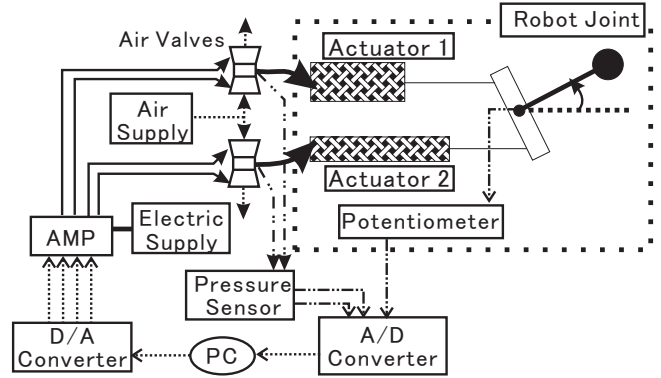 Robot Joint
Air Valves
Actuator 1
Air
Supply
Actuator 2
Electric
Supply
AMP
Potentiometer
Pressure
Sensor
D/A
Converter
PC
A/D
Converter